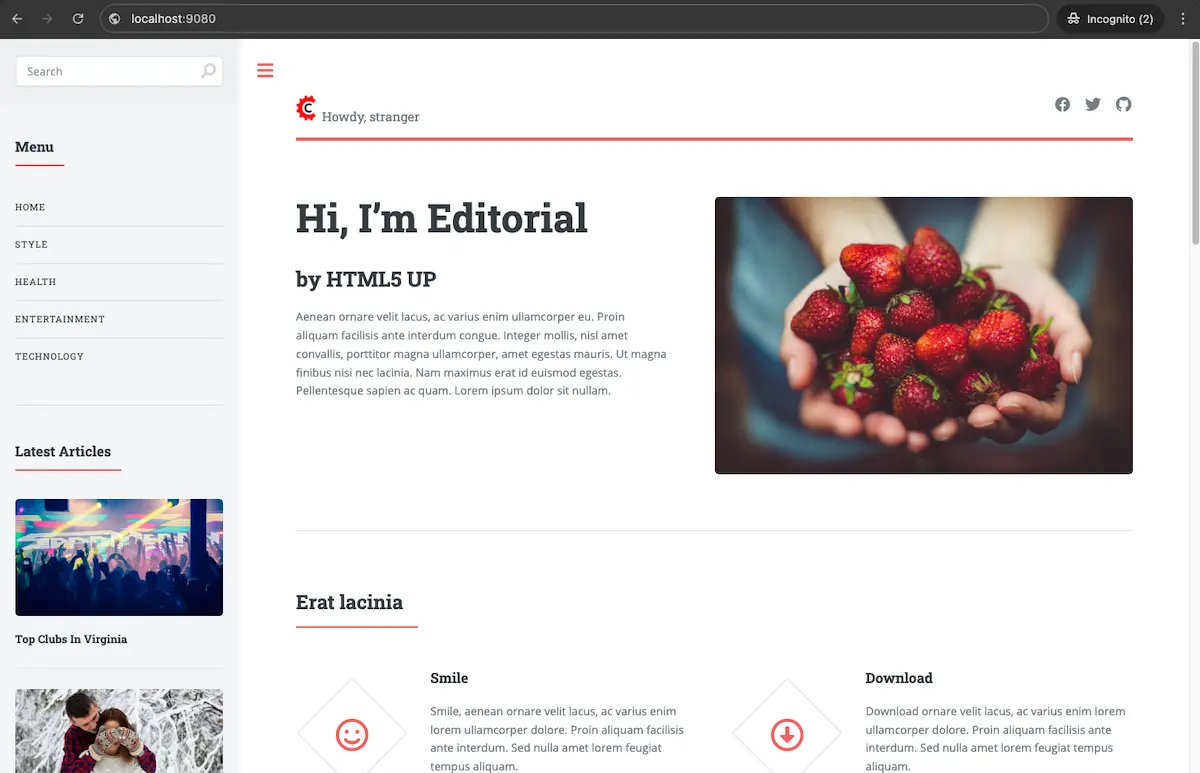 localhost:9080
Incognito (2)
Search
Menu
HOME
STYLE
HEALTH
ENTERTAINMENT
TECHNOLOGY
Latest Articles
Top Clubs In Virginia
C
Howdy, stranger
Hi, I’m Editorial
by HTML5 UP
Aenean ornare velit lacus, ac varius enim ullamcorper eu. Proin
aliquam facilisis ante interdum congue. Integer mollis, nisl amet
convallis, porttitor magna ullamcorper, amet egestas mauris. Ut magna
finibus nisi nec lacinia. Nam maximus erat id euismod egestas.
Pellentesque sapien ac quam. Lorem ipsum dolor sit nullam.
Erat lacinia
Smile
Smile, aenean ornare velit lacus, ac varius enim
lorem ullamcorper dolore. Proin aliquam facilisis
ante interdum. Sed nulla amet lorem feugiat
tempus aliquam.
Download
Download ornare velit lacus, ac varius enim lorem
ullamcorper dolore. Proin aliquam facilisis ante
interdum. Sed nulla amet lorem feugiat tempus
aliquam.